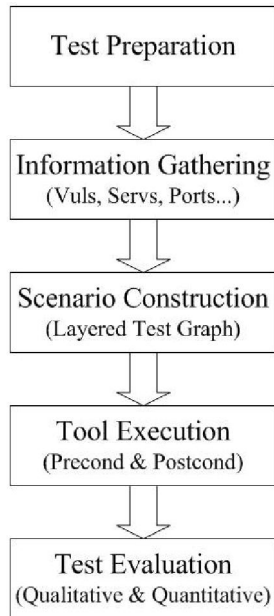 Test Preparation
Information Gathering
(Vuls, Servs, Ports...)
Scenario Construction
(Layered Test Graph)
Tool Execution
(Precond & Postcond)
Test Evaluation
(Qualitative & Quantitative)